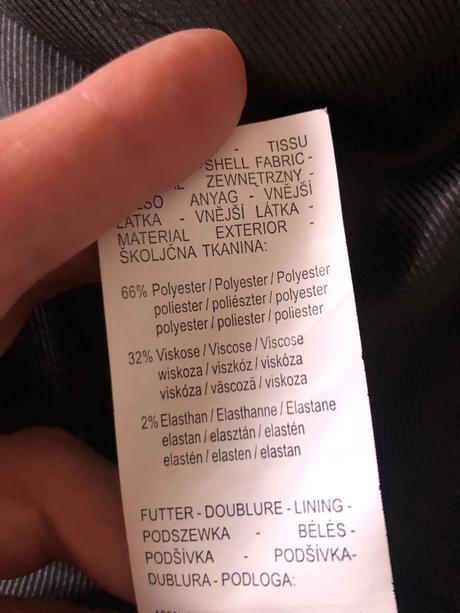 - TISSU
SHELL FABRIC -
ZEWNĘTRZNY -
ANYAG - VNĚJŠÍ
LÁTKA - VNĚJŠÍ LÁTKA -
MATERIAL EXTERIOR -
ŠKOLJČNA TKANINA:
66% Polyester / Polyester / Polyester
poliester / poliészter / polyester
polyester / poliester / poliester
32% Viskose / Viscose / Viscose
wiskoza / viszkóz / viskóza
viskóza / vâscoză / viskoza
2% Elasthan / Elasthanne / Elastane
elastan / elasztán / elastén
elastén / elasten / elastan
FUTTER - DOUBLURE - LINING -
PODSZEWKA - BÉLÉS -
PODŠÍVKA - PODŠÍVKA-
DUBLURA - PODLOGA: